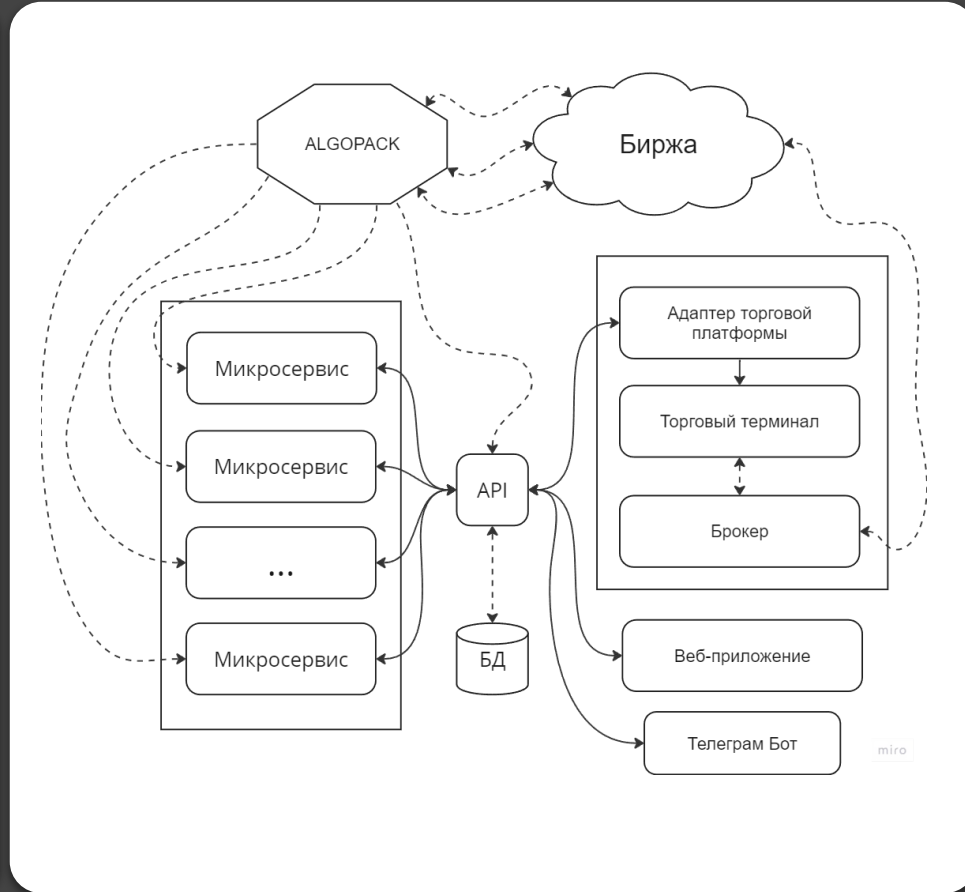 ALGOPACK
Биржа
Микросервис
Микросервис
...
Микросервис
API
БД
Адаптер торговой
платформы
Торговый терминал
Брокер
Веб-приложение
Телеграм Бот
miro